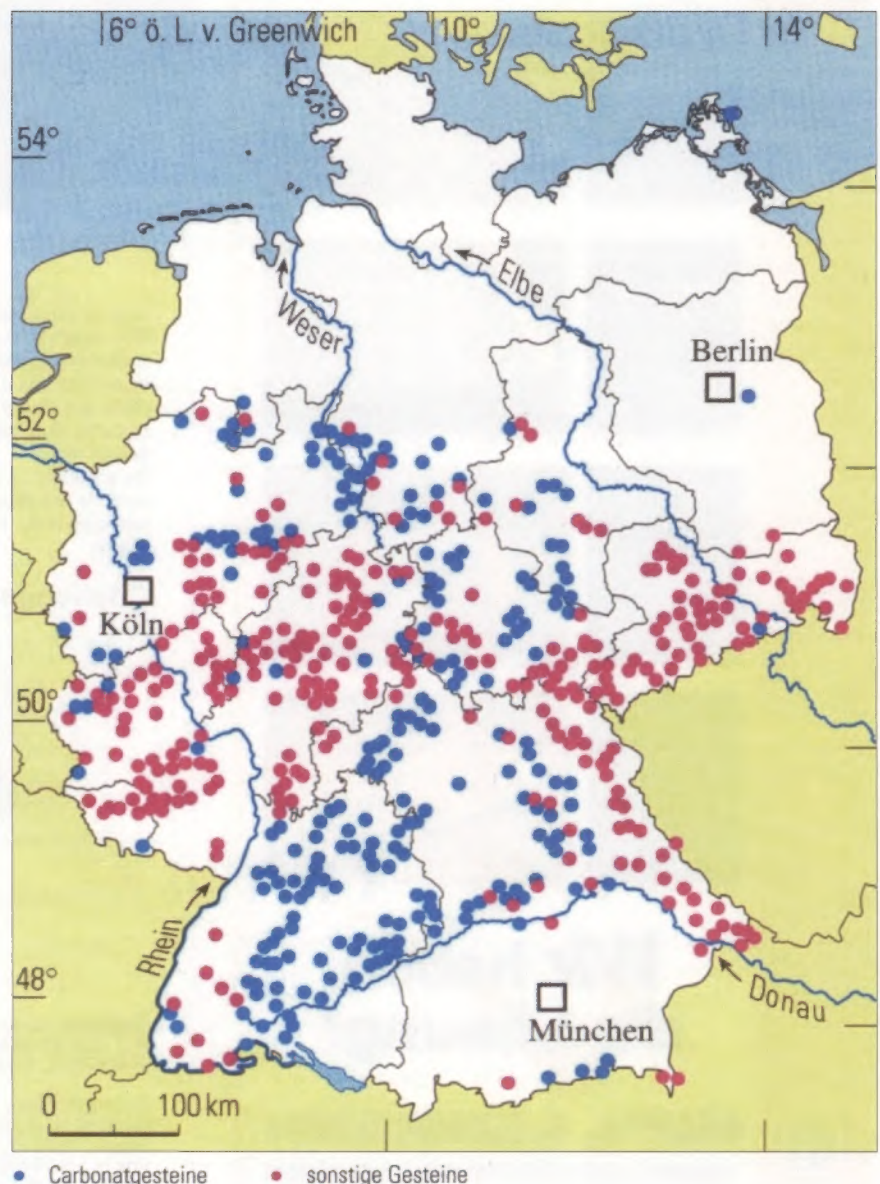 6° ö. L. v. Greenwich
10°
14°
54°
Elbe
Weser
Berlin
52°
Köln
50°
Rhein
48°
Donau
München
0 100 km
Carbonatgesteine
sonstige Gesteine